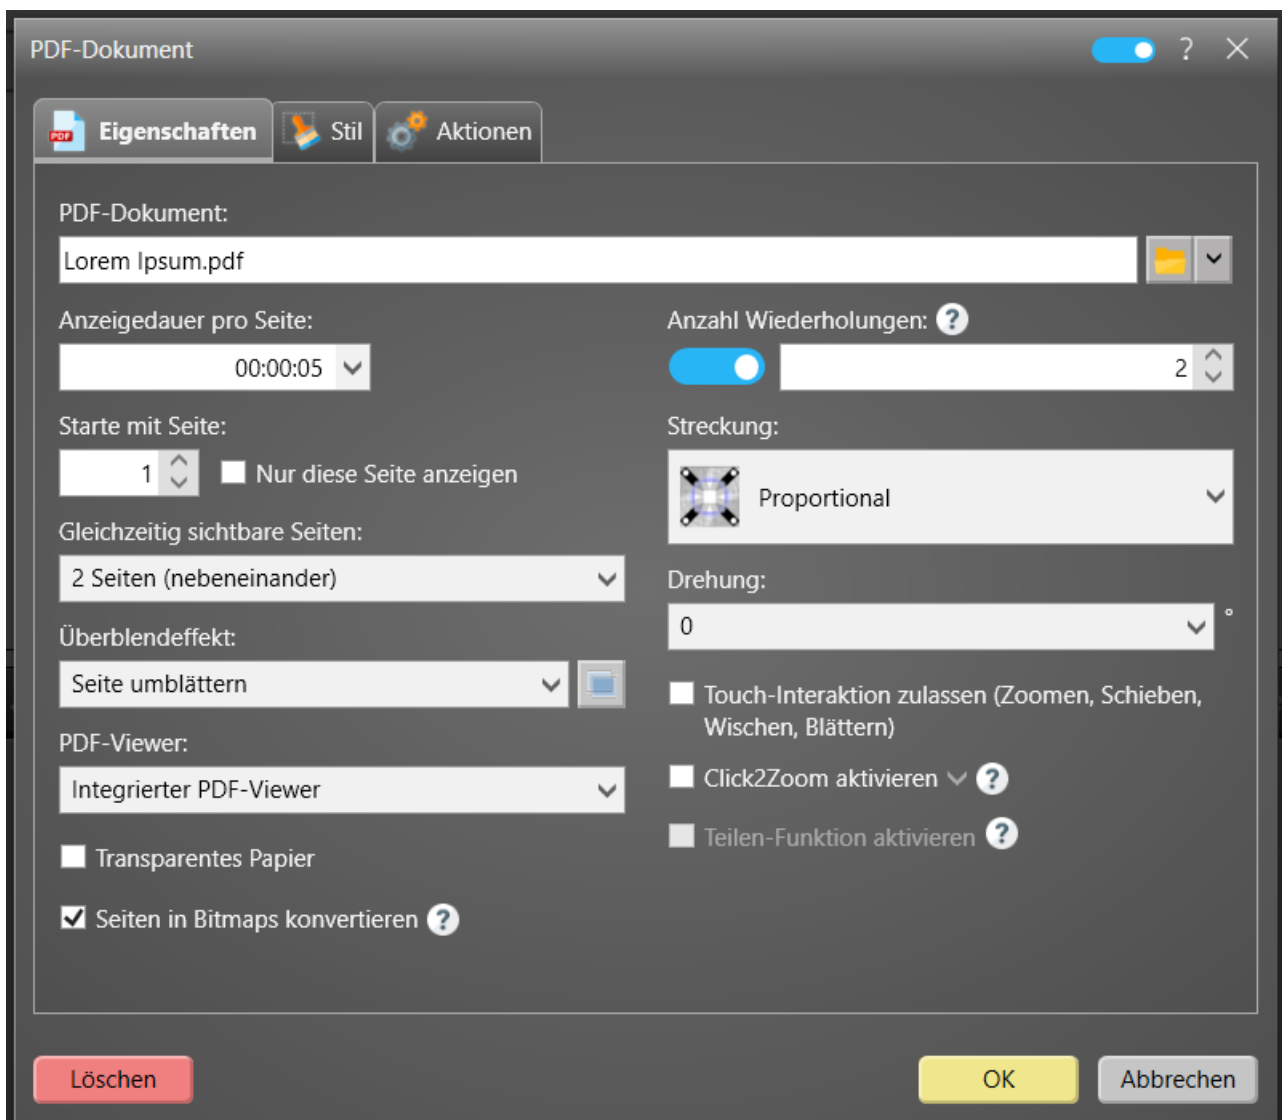 PDF-Dokument
?
PDF
Eigenschaften
Stil
Aktionen
PDF-Dokument:
Lorem Ipsum.pdf
Anzeigedauer pro Seite:
00:00:05
Anzahl Wiederholungen: ?
2
Starte mit Seite:
1
Nur diese Seite anzeigen
Streckung:
Proportional
Gleichzeitig sichtbare Seiten:
2 Seiten (nebeneinander)
Drehung:
0
°
Überblendeffekt:
Seite umblättern
Touch-Interaktion zulassen (Zoomen, Schieben,
Wischen, Blättern)
PDF-Viewer:
Integrierter PDF-Viewer
Click2Zoom aktivieren ?
Teilen-Funktion aktivieren ?
Transparentes Papier
Seiten in Bitmaps konvertieren ?
Löschen
OK
Abbrechen